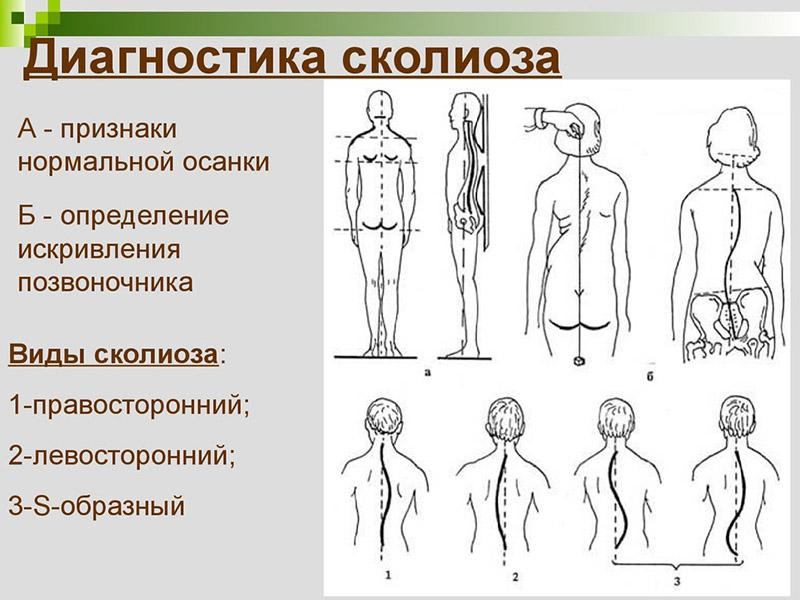 Диагностика сколиоза
А - признаки
нормальной осанки
Б - определение
искривления
позвоночника
Виды сколиоза:
1-правосторонний;
2-левосторонний;
3-S-образный
а
б
1
2
3